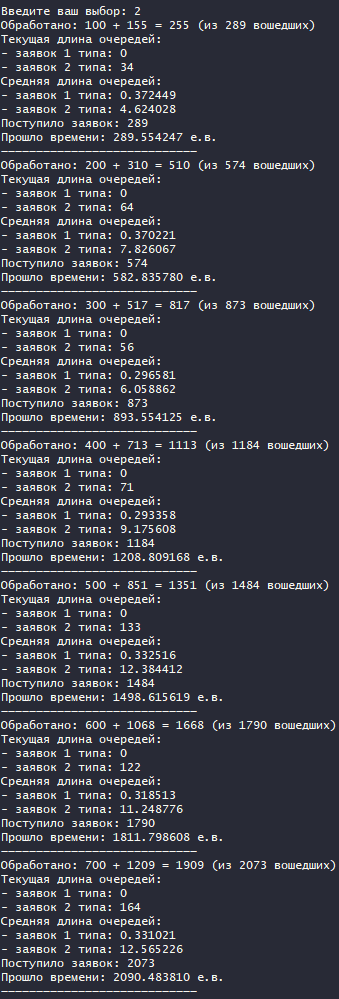 Введите ваш выбор: 2
Обработано: 100 + 155 = 255 (из 289 вошедших)
Текущая длина очередей:
- заявок 1 типа: 0
- заявок 2 типа: 34
Средняя длина очередей:
- заявок 1 типа: 0.372449
- заявок 2 типа: 4.624028
Поступило заявок: 289
Прошло времени: 289.554247 е.в.
————————————————————————————
Обработано: 200 + 310 = 510 (из 574 вошедших)
Текущая длина очередей:
- заявок 1 типа: 0
- заявок 2 типа: 64
Средняя длина очередей:
- заявок 1 типа: 0.370221
- заявок 2 типа: 7.826067
Поступило заявок: 574
Прошло времени: 582.835780 е.в.
————————————————————————————
Обработано: 300 + 517 = 817 (из 873 вошедших)
Текущая длина очередей:
- заявок 1 типа: 0
- заявок 2 типа: 56
Средняя длина очередей:
- заявок 1 типа: 0.296581
- заявок 2 типа: 6.058862
Поступило заявок: 873
Прошло времени: 893.554125 е.в.
————————————————————————————
Обработано: 400 + 713 = 1113 (из 1184 вошедших)
Текущая длина очередей:
- заявок 1 типа: 0
- заявок 2 типа: 71
Средняя длина очередей:
- заявок 1 типа: 0.293358
- заявок 2 типа: 9.175608
Поступило заявок: 1184
Прошло времени: 1208.809168 е.в.
————————————————————————————
Обработано: 500 + 851 = 1351 (из 1484 вошедших)
Текущая длина очередей:
- заявок 1 типа: 0
- заявок 2 типа: 133
Средняя длина очередей:
- заявок 1 типа: 0.332516
- заявок 2 типа: 12.384412
Поступило заявок: 1484
Прошло времени: 1498.615619 е.в.
————————————————————————————
Обработано: 600 + 1068 = 1668 (из 1790 вошедших)
Текущая длина очередей:
- заявок 1 типа: 0
- заявок 2 типа: 122
Средняя длина очередей:
- заявок 1 типа: 0.318513
- заявок 2 типа: 11.248776
Поступило заявок: 1790
Прошло времени: 1811.798608 е.в.
————————————————————————————
Обработано: 700 + 1209 = 1909 (из 2073 вошедших)
Текущая длина очередей:
- заявок 1 типа: 0
- заявок 2 типа: 164
Средняя длина очередей:
- заявок 1 типа: 0.331021
- заявок 2 типа: 12.565226
Поступило заявок: 2073
Прошло времени: 2090.483810 е.в.
————————————————————————————